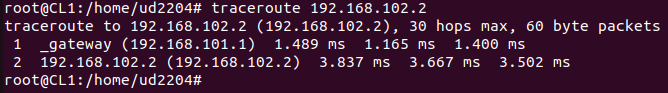 root@CL1:/home/ud2204# traceroute 192.168.102.2
traceroute to 192.168.102.2 (192.168.102.2), 30 hops max, 60 byte packets
 1  _gateway (192.168.101.1)  1.489 ms  1.165 ms  1.400 ms
 2  192.168.102.2 (192.168.102.2)  3.837 ms  3.667 ms  3.502 ms
root@CL1:/home/ud2204#